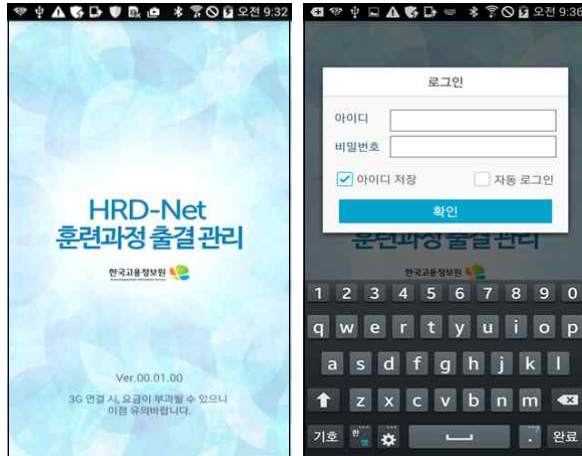 오전 9:32
HRD-Net
훈련과정 출결 관리
한국고용정보원
Ver.00.01.00
3G 연결 시, 요금이 부과될 수 있으니
이점 유의바랍니다.
오전 9:36
로그인
아이디
비밀번호
아이디 저장
자동 로그인
확인
훈련과정 출결 관리
한국고용정보원
1 2 3 4 5 6 7 8 9 0
q w e r t y u i o p
a s d f g h j k l
z x c v b n m
기호 한 영 . 완료